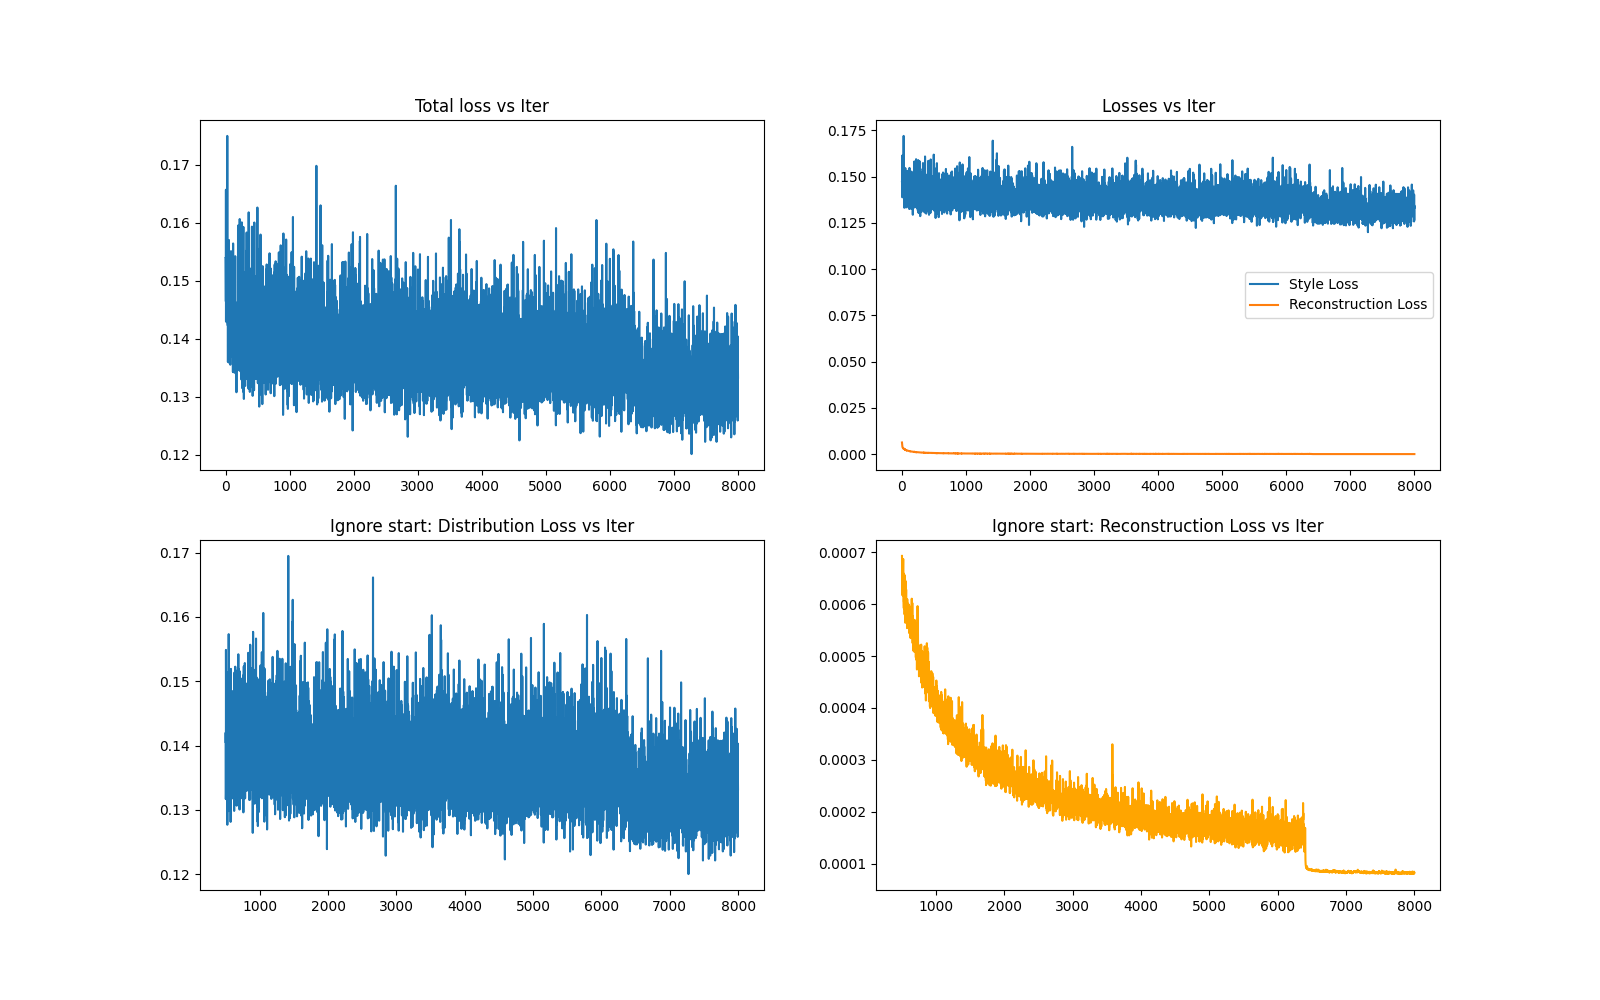 Total loss vs Iter
0.17
0.16
0.15
0.14
0.13
0.12
0 1000 2000 3000 4000 5000 6000 7000 8000
Losses vs Iter
0.175
0.150
0.125
0.100
0.075
0.050
0.025
0.000
Style Loss
Reconstruction Loss
0 1000 2000 3000 4000 5000 6000 7000 8000
Ignore start: Distribution Loss vs Iter
0.17
0.16
0.15
0.14
0.13
0.12
1000 2000 3000 4000 5000 6000 7000 8000
Ignore start: Reconstruction Loss vs Iter
0.0007
0.0006
0.0005
0.0004
0.0003
0.0002
0.0001
1000 2000 3000 4000 5000 6000 7000 8000